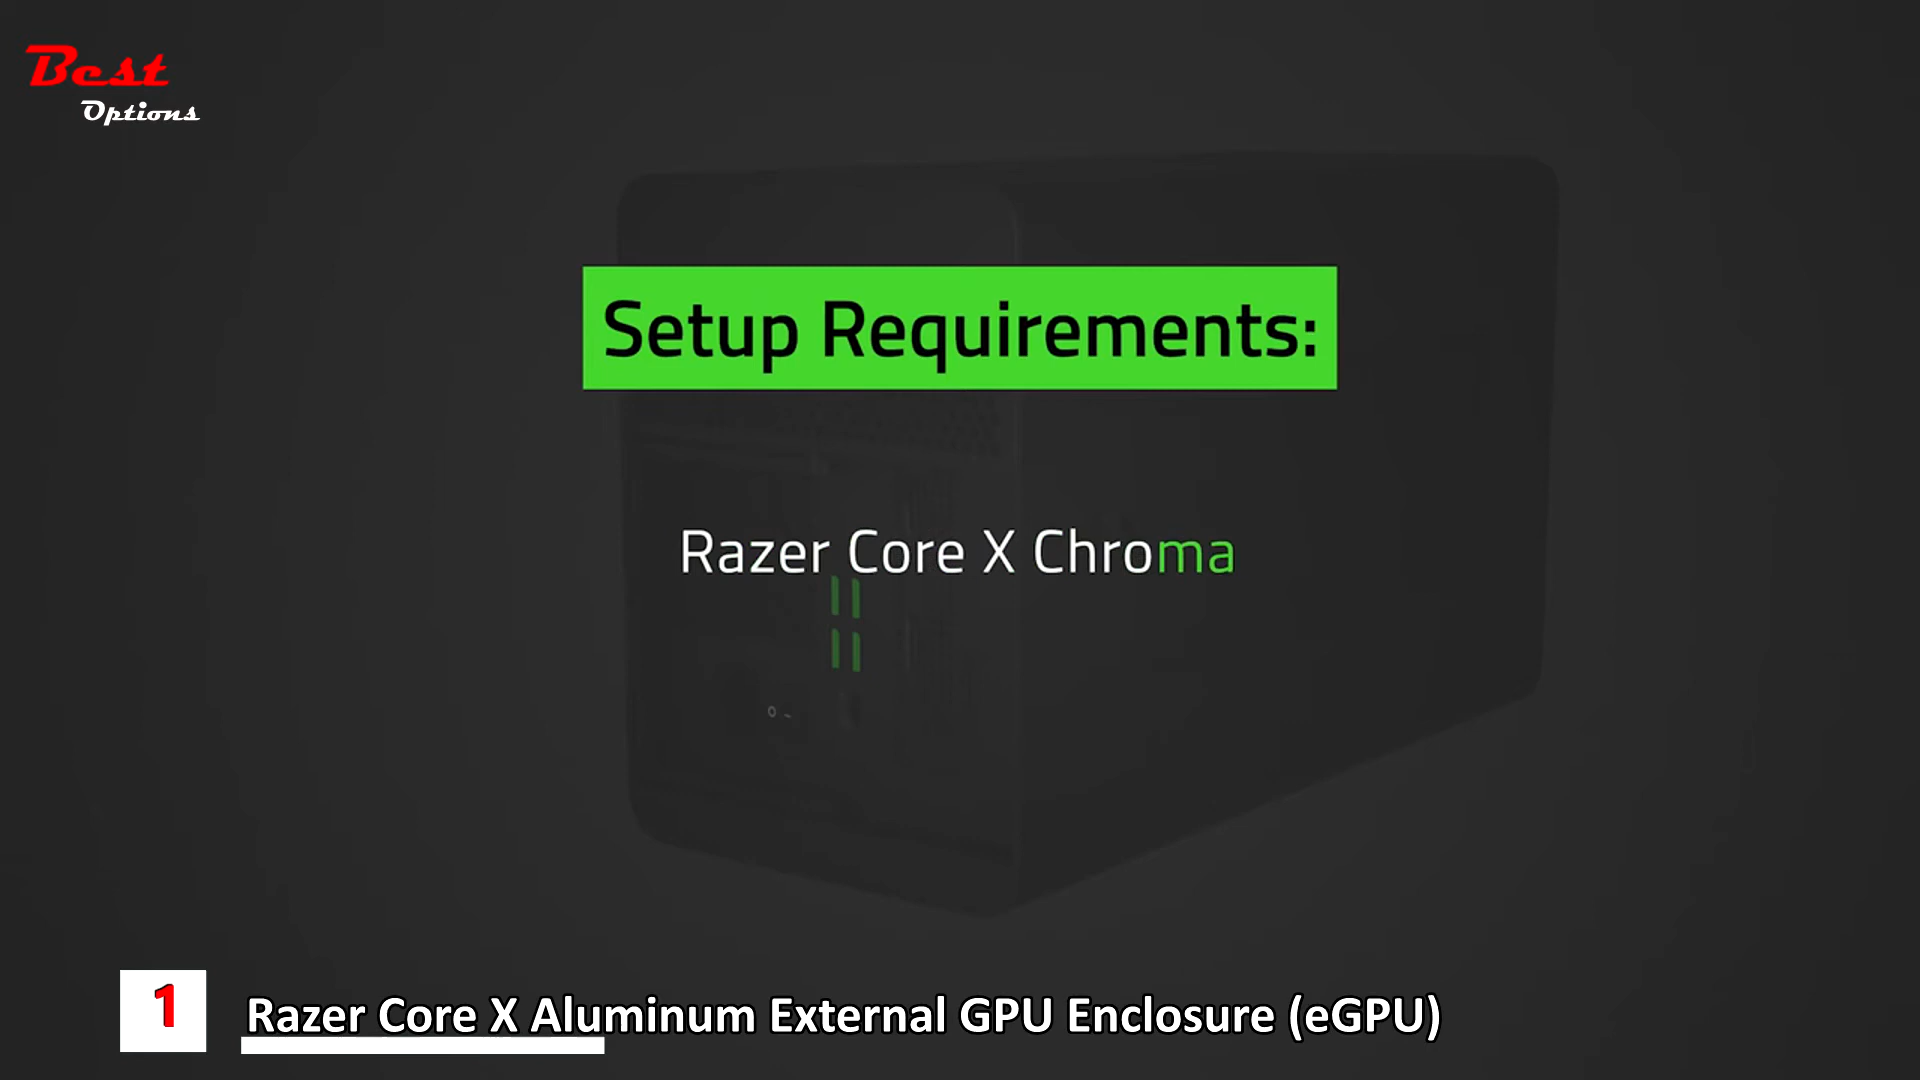 Best
Options
Setup Requirements:
Razer Core X Chroma
1
Razer Core X Aluminum External GPU Enclosure (eGPU)